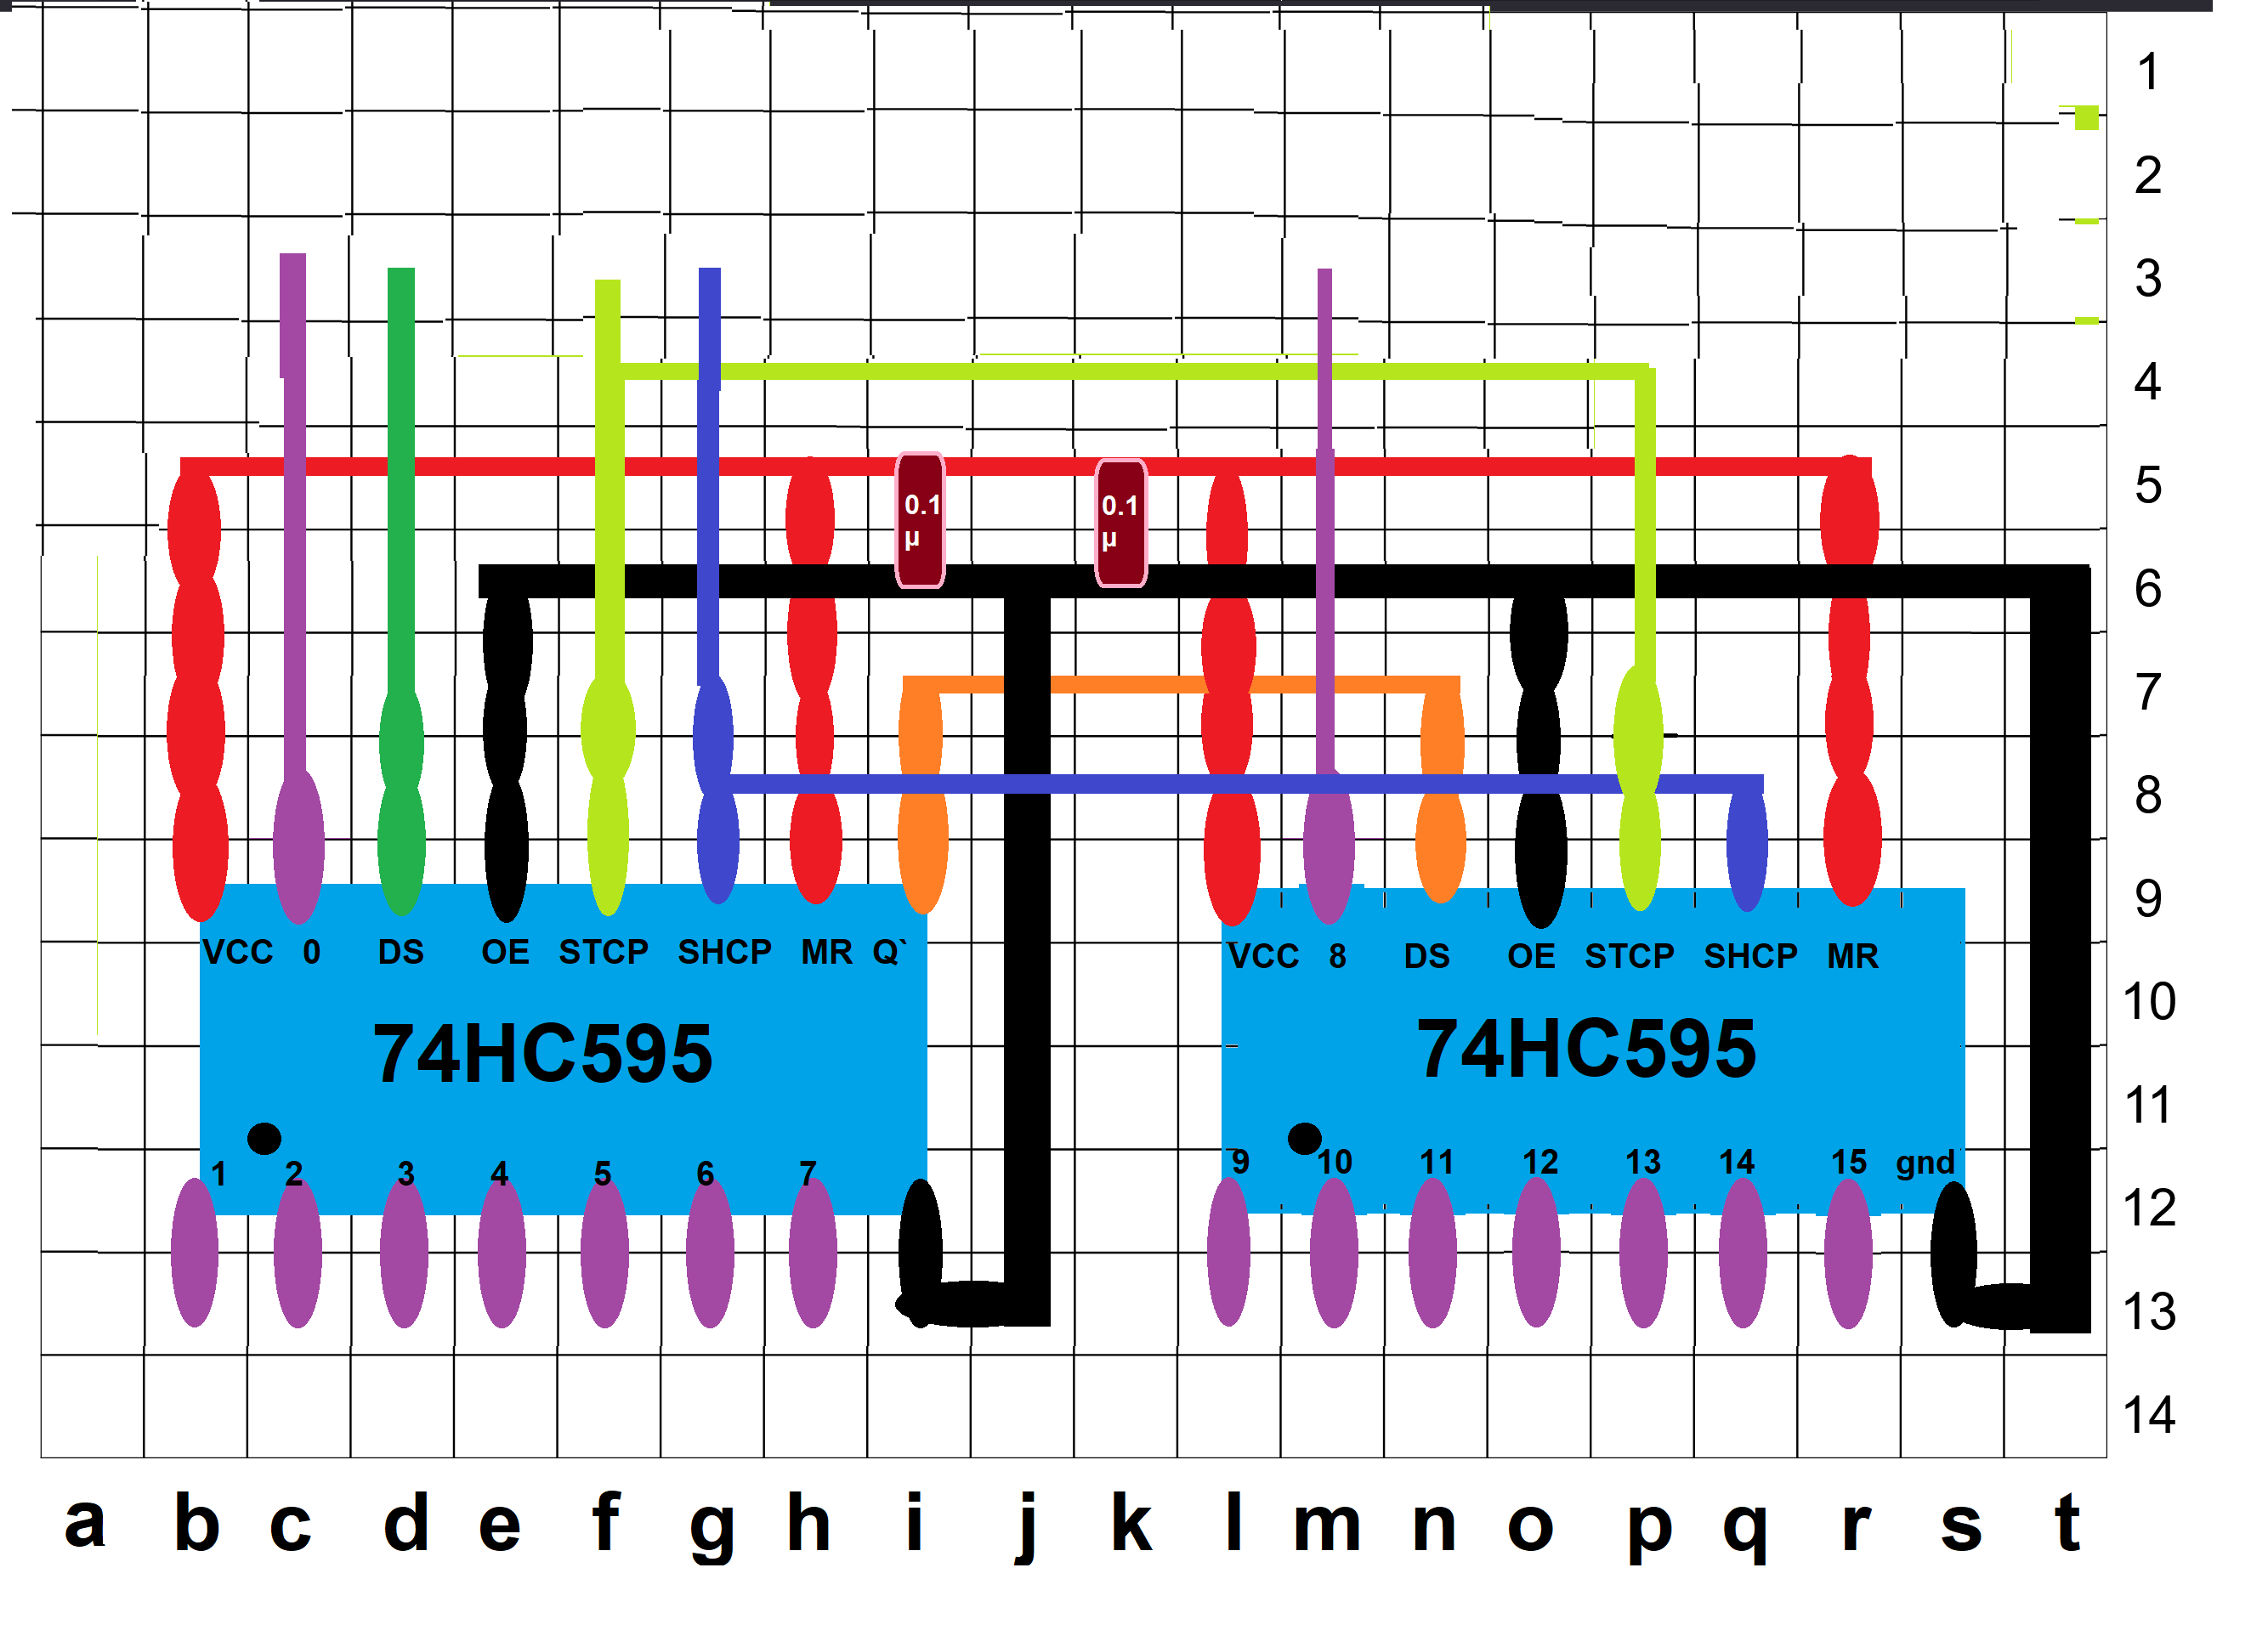 1
2
3
4
0.1 0.1 5
µ µ
6
7
8
9
VCC 0 DS OE STCP SHCP MR Q` VCC 8 DS OE STCP SHCP MR
10
74HC595 74HC595
11
1 2 3 4 5 6 7 9 10 11 12 13 14 15 gnd
12
13
14
a b c d e f g h i j k l m n o p q r s t